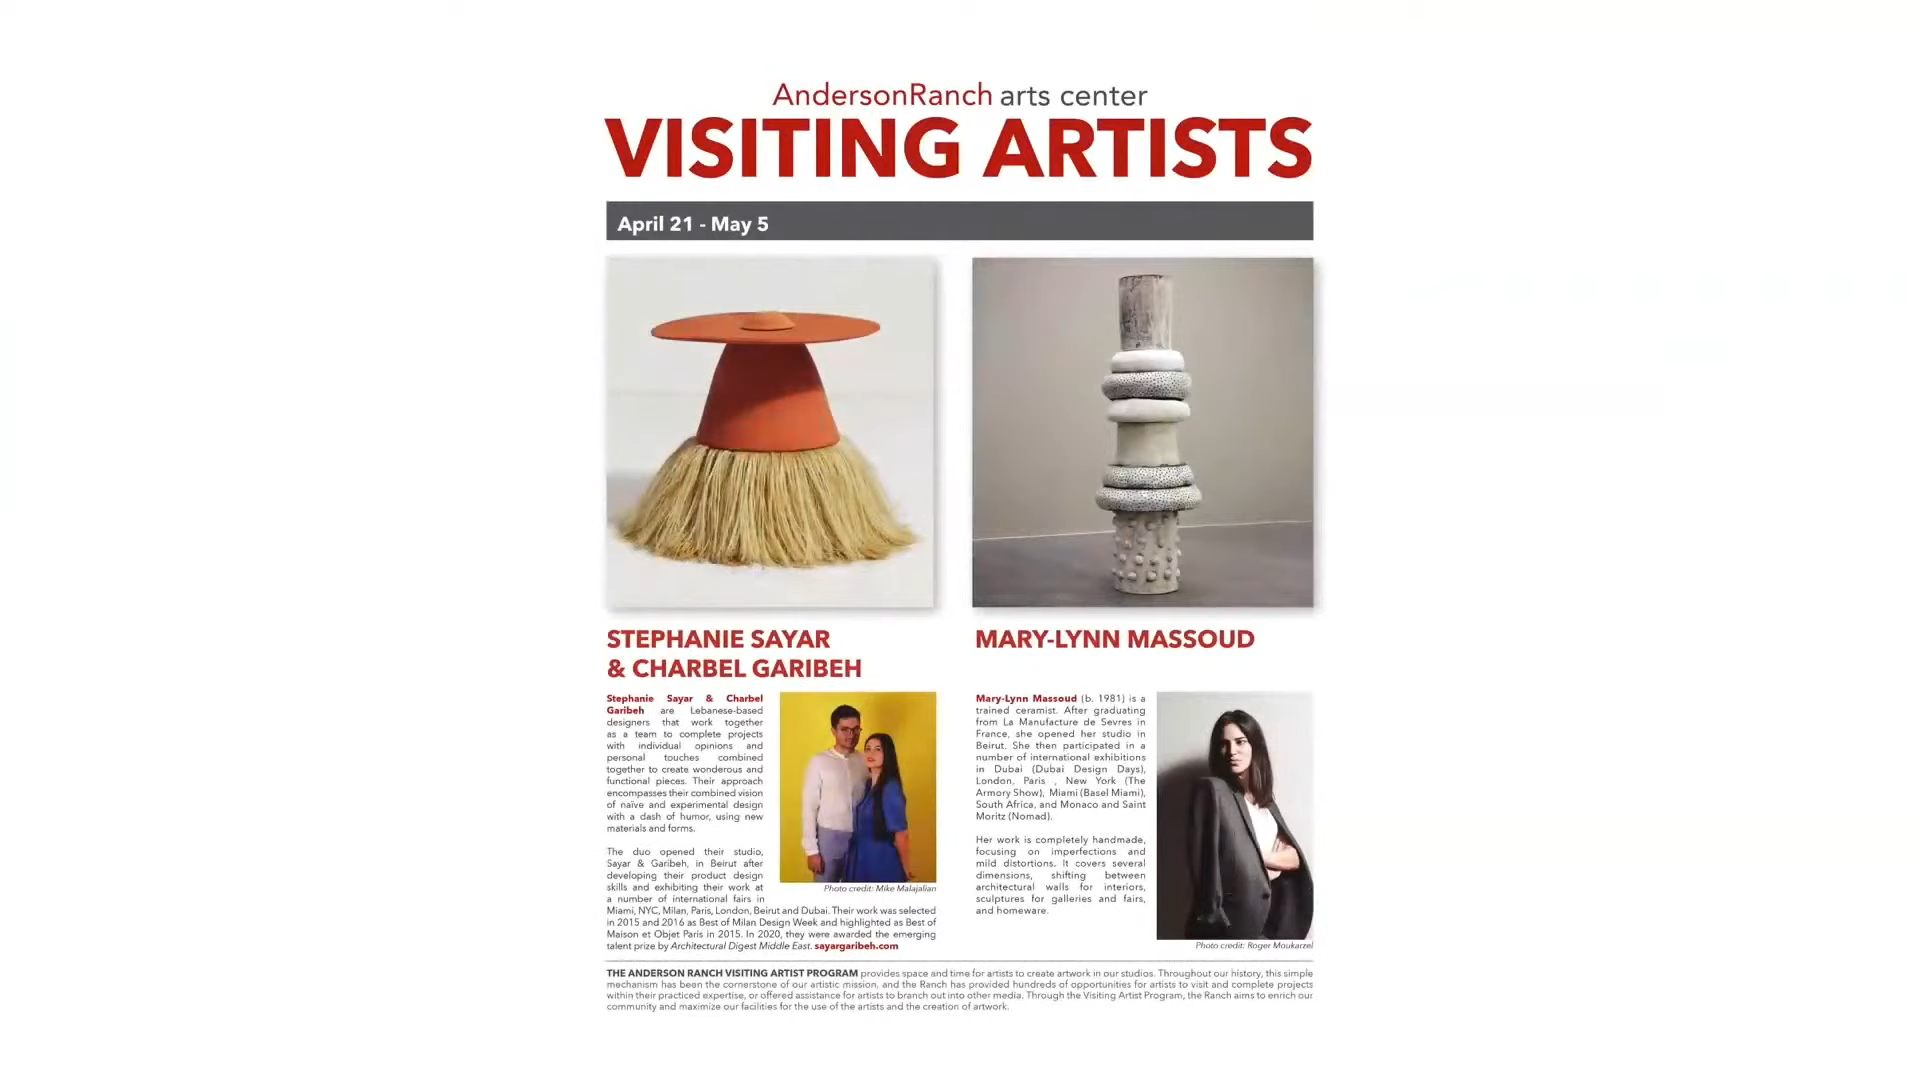 AndersonRanch arts center
VISITING ARTISTS
April 21 - May 5
STEPHANIE SAYAR
& CHARBEL GARIBEH
Stephanie Sayar & Charbel
Garibeh are Lebanese-based
designers that work together
as a team to complete projects
with individual opinions and
personal touches combined
together to create wonderous and
functional pieces. Their approach
encompasses their combined vision
of naïve and experimental design
with a dash of humor, using new
materials and forms.
The duo opened their studio,
Sayar & Garibeh, in Beirut after
developing their product design
skills and exhibiting their work at
a number of international fairs in
Miami, NYC, Milan, Paris, London, Beirut and Dubai. Their work was selected
in 2015 and 2016 as Best of Milan Design Week and highlighted as Best of
Maison et Objet Paris in 2015. In 2020, they were awarded the emerging
talent prize by Architectural Digest Middle East. sayargaribeh.com
Photo credit: Mike Malajalian
MARY-LYNN MASSOUD
Mary-Lynn Massoud (b. 1981) is a
trained ceramist. After graduating
from La Manufacture de Sevres in
France, she opened her studio in
Beirut. She then participated in a
number of international exhibitions
in Dubai (Dubai Design Days),
London, Paris , New York (The
Armory Show), Miami (Basel Miami),
South Africa, and Monaco and Saint
Moritz (Nomad).
Her work is completely handmade,
focusing on imperfections and
mild distortions. It covers several
dimensions, shifting between
architectural walls for interiors,
sculptures for galleries and fairs,
and homeware.
Photo credit: Roger Moukarzel
THE ANDERSON RANCH VISITING ARTIST PROGRAM provides space and time for artists to create artwork in our studios. Throughout our history, this simple
mechanism has been the cornerstone of our artistic mission, and the Ranch has provided hundreds of opportunities for artists to visit and complete projects
within their practiced expertise, or offered assistance for artists to branch out into other media. Through the Visiting Artist Program, the Ranch aims to enrich our
community and maximize our facilities for the use of the artists and the creation of artwork.